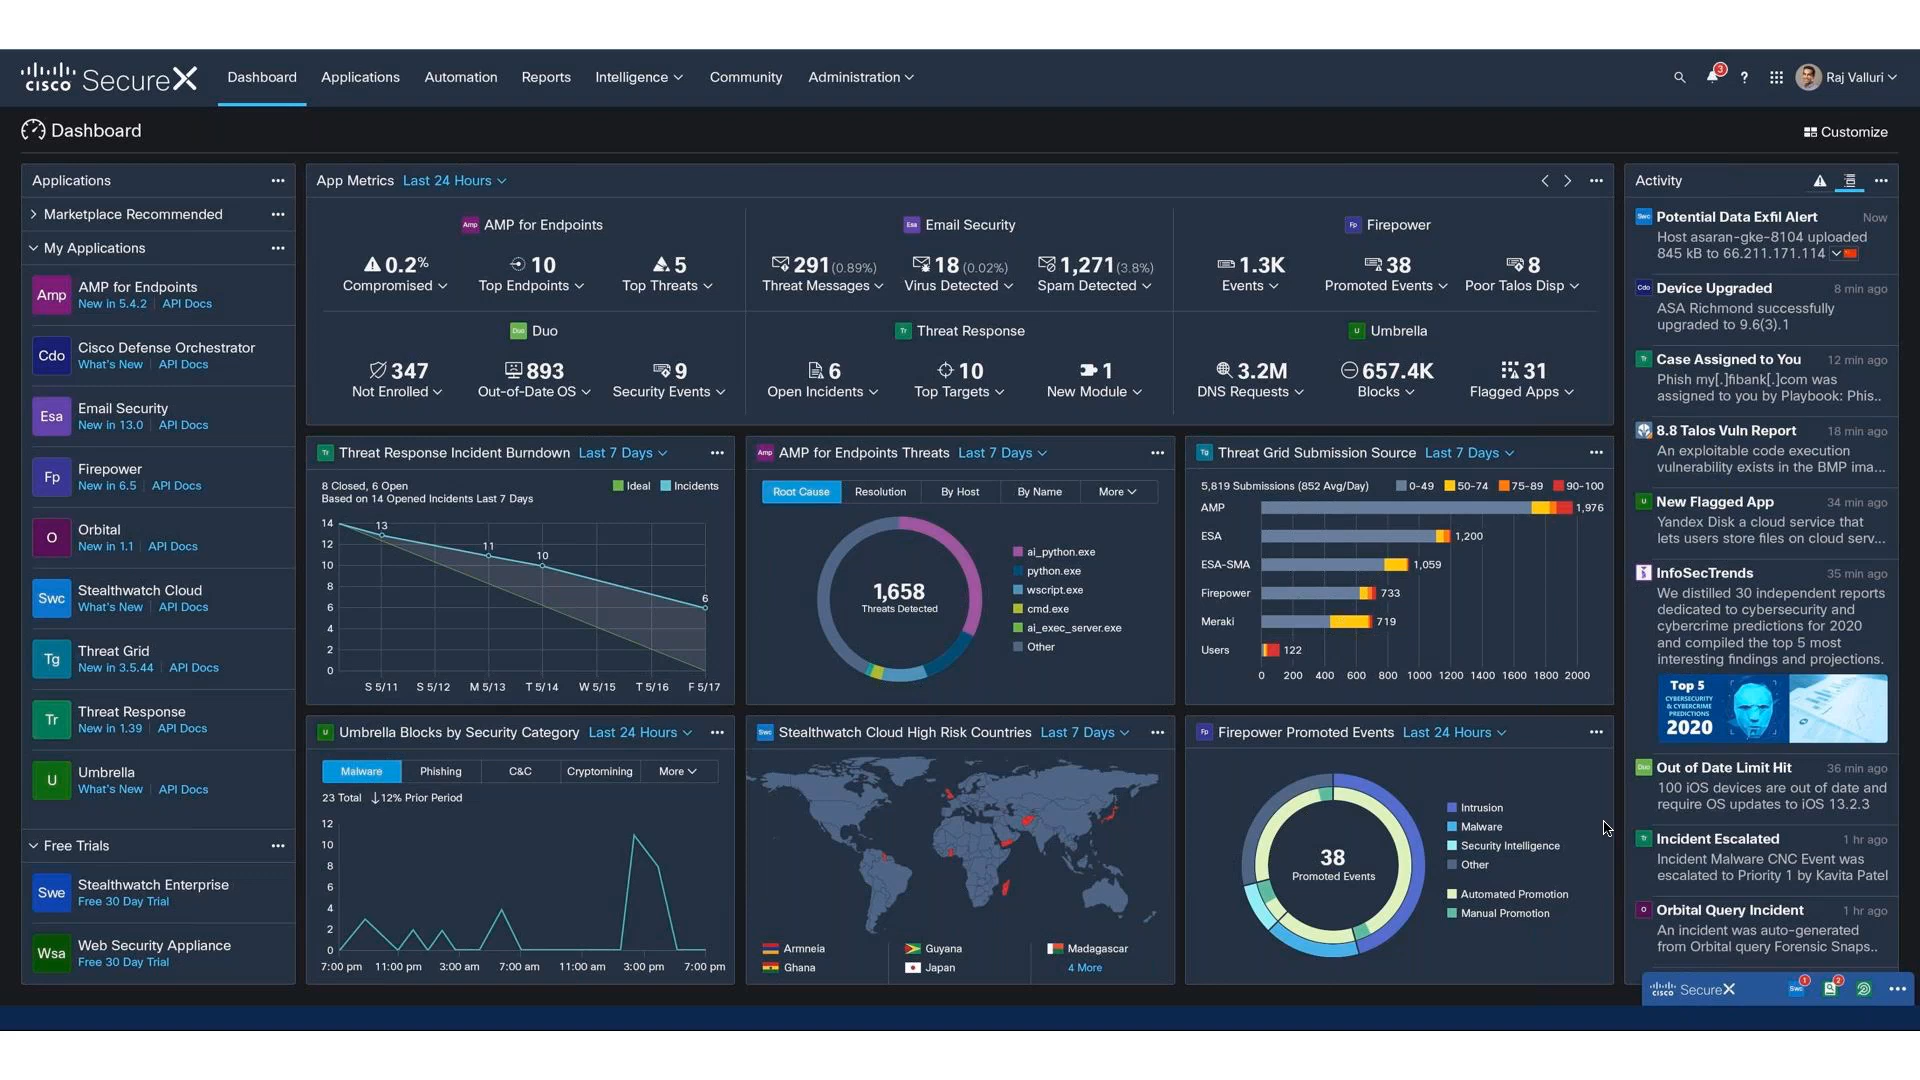 cisco SecureX
Dashboard
Applications
Automation
Reports
Intelligence
Community
Administration
3
?
Raj Valluri
Dashboard
Customize
Applications
Marketplace Recommended
My Applications
Amp
AMP for Endpoints
New in 5.4.2 | API Docs
Cdo
Cisco Defense Orchestrator
What's New | API Docs
Esa
Email Security
New in 13.0 | API Docs
Fp
Firepower
New in 6.5 | API Docs
O
Orbital
New in 1.1 | API Docs
Swc
Stealthwatch Cloud
What's New | API Docs
Tg
Threat Grid
New in 3.5.44 | API Docs
Tr
Threat Response
New in 1.39 | API Docs
U
Umbrella
What's New | API Docs
Free Trials
Swe
Stealthwatch Enterprise
Free 30 Day Trial
Wsa
Web Security Appliance
Free 30 Day Trial
App Metrics Last 24 Hours
Amp AMP for Endpoints
0.2% 10 5
Compromised Top Endpoints Top Threats
Esa Email Security
291 (0.89%) 18 (0.02%) 1,271 (3.8%)
Threat Messages Virus Detected Spam Detected
Fp Firepower
1.3K 38 8
Events Promoted Events Poor Talos Disp
Duo Duo
347 893 9
Not Enrolled Out-of-Date OS Security Events
Tr Threat Response
6 10 1
Open Incidents Top Targets New Module
U Umbrella
3.2M 657.4K 31
DNS Requests Blocks Flagged Apps
Tr Threat Response Incident Burndown Last 7 Days
8 Closed, 6 Open
Based on 14 Opened Incidents Last 7 Days
Ideal Incidents
14
12
10
8
6
4
2
0
13
11
10
6
S 5/11 S 5/12 M 5/13 T 5/14 W 5/15 T 5/16 F 5/17
Amp AMP for Endpoints Threats Last 7 Days
Root Cause Resolution By Host By Name More
1,658
Threats Detected
ai_python.exe
python.exe
wscript.exe
cmd.exe
ai_exec_server.exe
Other
Tg Threat Grid Submission Source Last 7 Days
5,819 Submissions (852 Avg/Day) 0-49 50-74 75-89 90-100
AMP 1,976
ESA 1,200
ESA-SMA 1,059
Firepower 733
Meraki 719
Users 122
0 200 400 600 800 1000 1200 1400 1600 1800 2000
U Umbrella Blocks by Security Category Last 24 Hours
Malware Phishing C&C Cryptomining More
23 Total ↓12% Prior Period
12
10
8
6
4
2
0
7:00 pm 11:00 pm 3:00 am 7:00 am 11:00 am 3:00 pm 7:00 pm
Swc Stealthwatch Cloud High Risk Countries Last 7 Days
Armneia Guyana Madagascar
Ghana Japan 4 More
Fp Firepower Promoted Events Last 24 Hours
38
Promoted Events
Intrusion
Malware
Security Intelligence
Other
Automated Promotion
Manual Promotion
Activity
Swc Potential Data Exfil Alert Now
Host asaran-gke-8104 uploaded
845 kB to 66.211.171.114
Cdo Device Upgraded 8 min ago
ASA Richmond successfully
upgraded to 9.6(3).1
Tr Case Assigned to You 12 min ago
Phish my[.]fibank[.]com was
assigned to you by Playbook: Phis..
8.8 Talos Vuln Report 18 min ago
An exploitable code execution
vulnerability exists in the BMP ima...
U New Flagged App 34 min ago
Yandex Disk a cloud service that
lets users store files on cloud serv...
InfoSecTrends 35 min ago
We distilled 30 independent reports
dedicated to cybersecurity and
cybercrime predictions for 2020
and compiled the top 5 most
interesting findings and projections.
Top 5
CYBERSECURITY
& CYBERCRIME
PREDICTIONS
2020
Duo Out of Date Limit Hit 36 min ago
100 iOS devices are out of date and
require OS updates to iOS 13.2.3
Tr Incident Escalated 1 hr ago
Incident Malware CNC Event was
escalated to Priority 1 by Kavita Patel
O Orbital Query Incident 1 hr ago
An incident was auto-generated
from Orbital query Forensic Snaps..
cisco SecureX
Swc 1
2